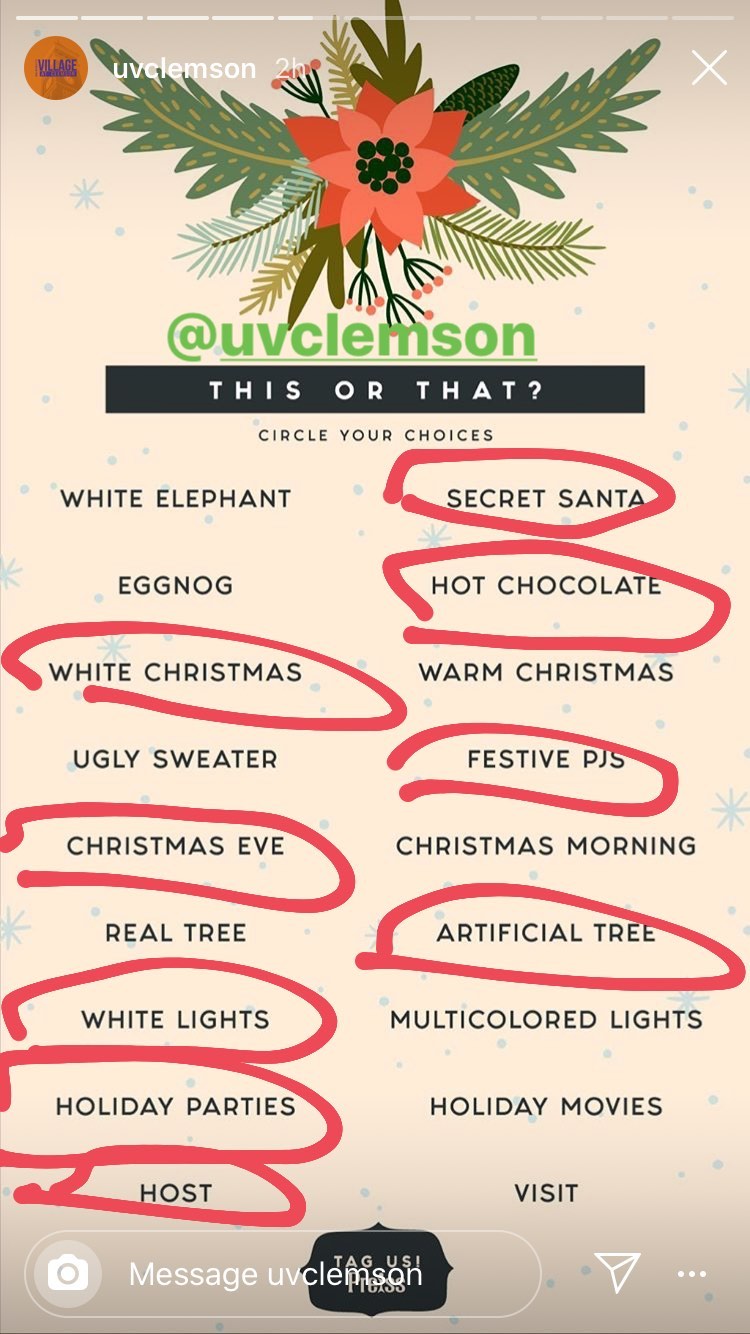 VILLAGE
uvclemson 2h
@uvclemson
THIS OR THAT?
CIRCLE YOUR CHOICES
WHITE ELEPHANT SECRET SANTA
EGGNOG HOT CHOCOLATE
WHITE CHRISTMAS WARM CHRISTMAS
UGLY SWEATER FESTIVE PJS
CHRISTMAS EVE CHRISTMAS MORNING
REAL TREE ARTIFICIAL TREE
WHITE LIGHTS MULTICOLORED LIGHTS
HOLIDAY PARTIES HOLIDAY MOVIES
HOST VISIT
TAG US!
Message uvclemson